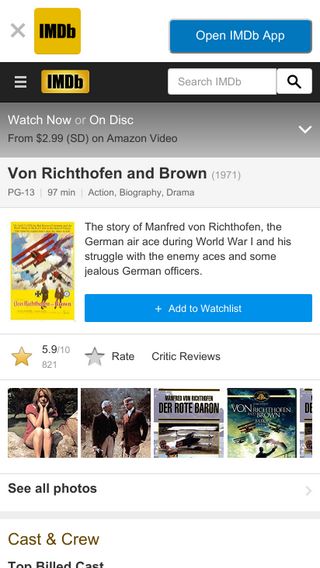 IMDb
Open IMDb App
IMDb
Search IMDb
Watch Now or On Disc
From $2.99 (SD) on Amazon Video
Von Richthofen and Brown (1971)
PG-13 | 97 min | Action, Biography, Drama
Von Richthofen and Brown
The story of Manfred von Richthofen, the
German air ace during World War I and his
struggle with the enemy aces and some
jealous German officers.
+ Add to Watchlist
5.9/10
821
Rate
Critic Reviews
MANFRED VON RICHTHOFEN
DER ROTE BARON
VON
RICHTHOFEN
AND
BROWN
MANFRED
DER RO
See all photos
Cast & Crew
Top Billed Cast